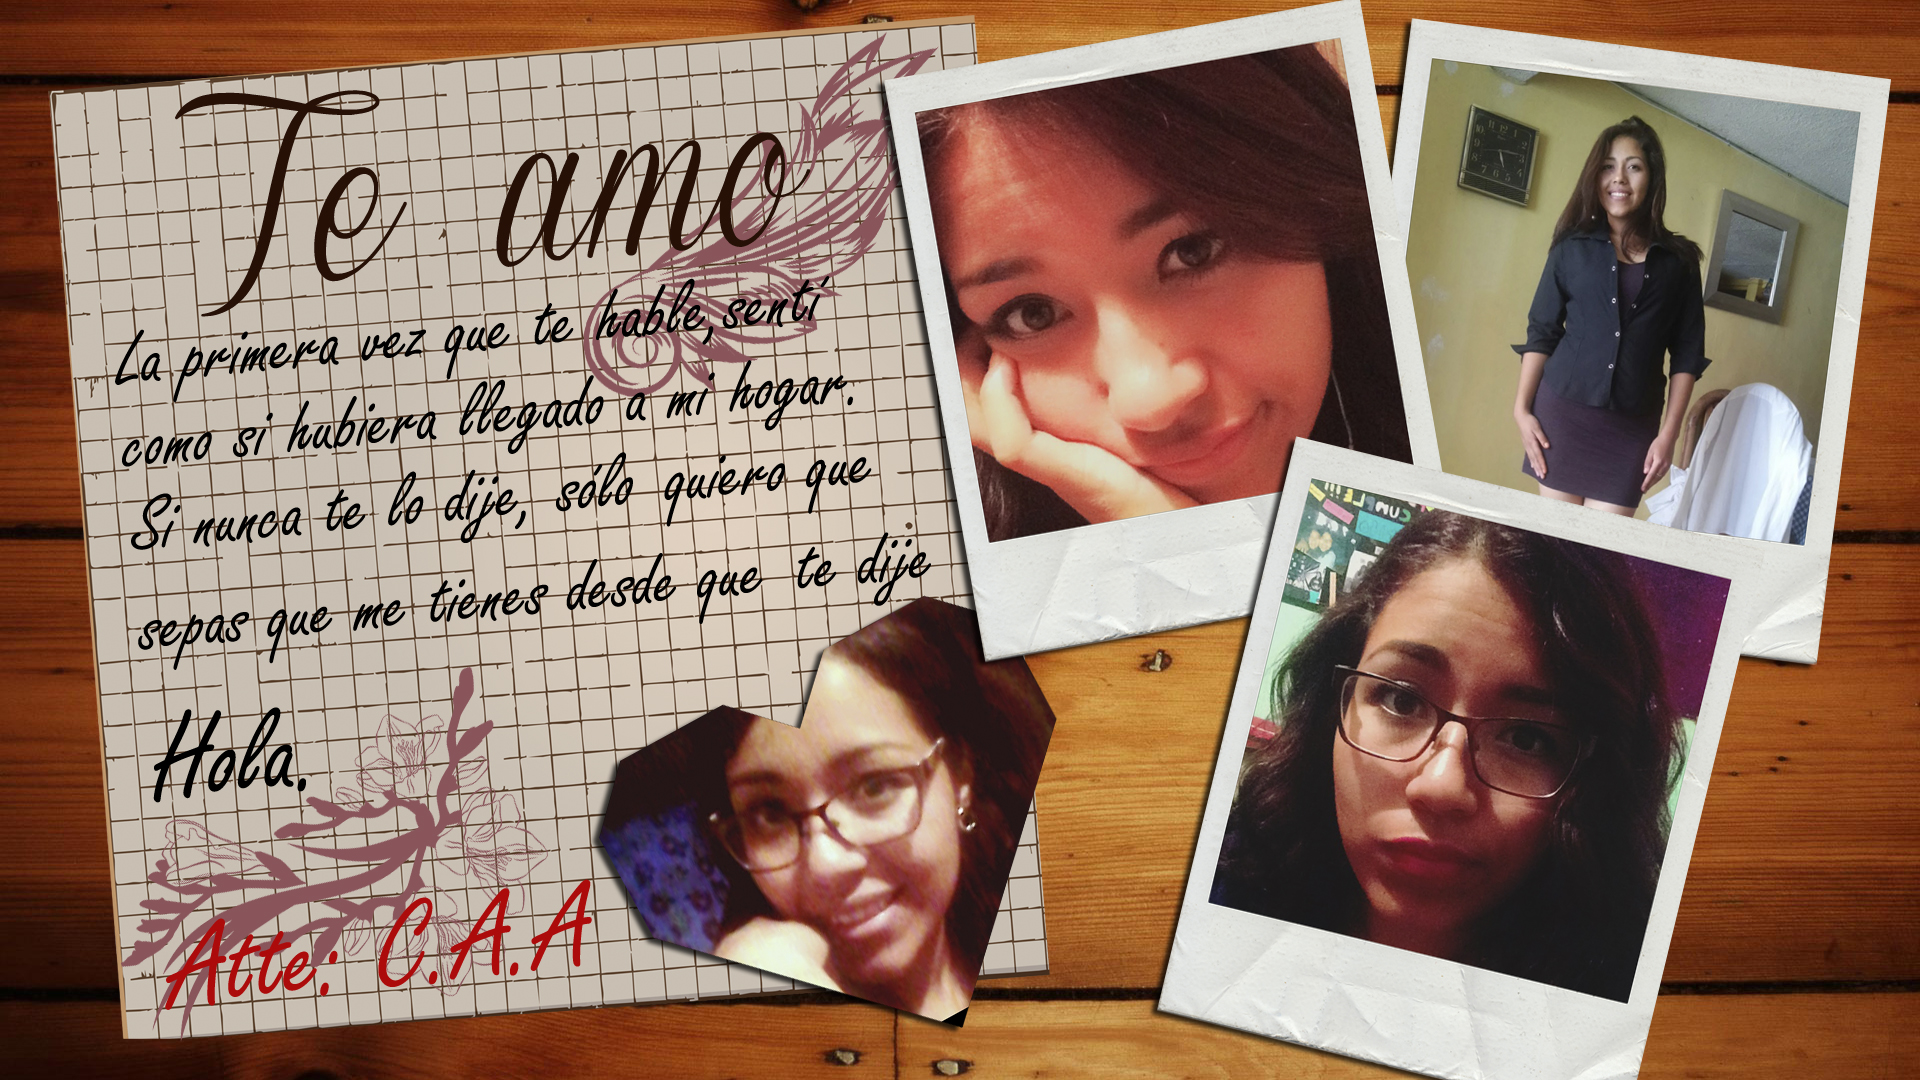 Te amo
La primera vez que te hable, sentí
como si hubiera llegado a mi hogar.
Si nunca te lo dije, sólo quiero que
sepas que me tienes desde que te dije
Hola.
Atte: C.A.A